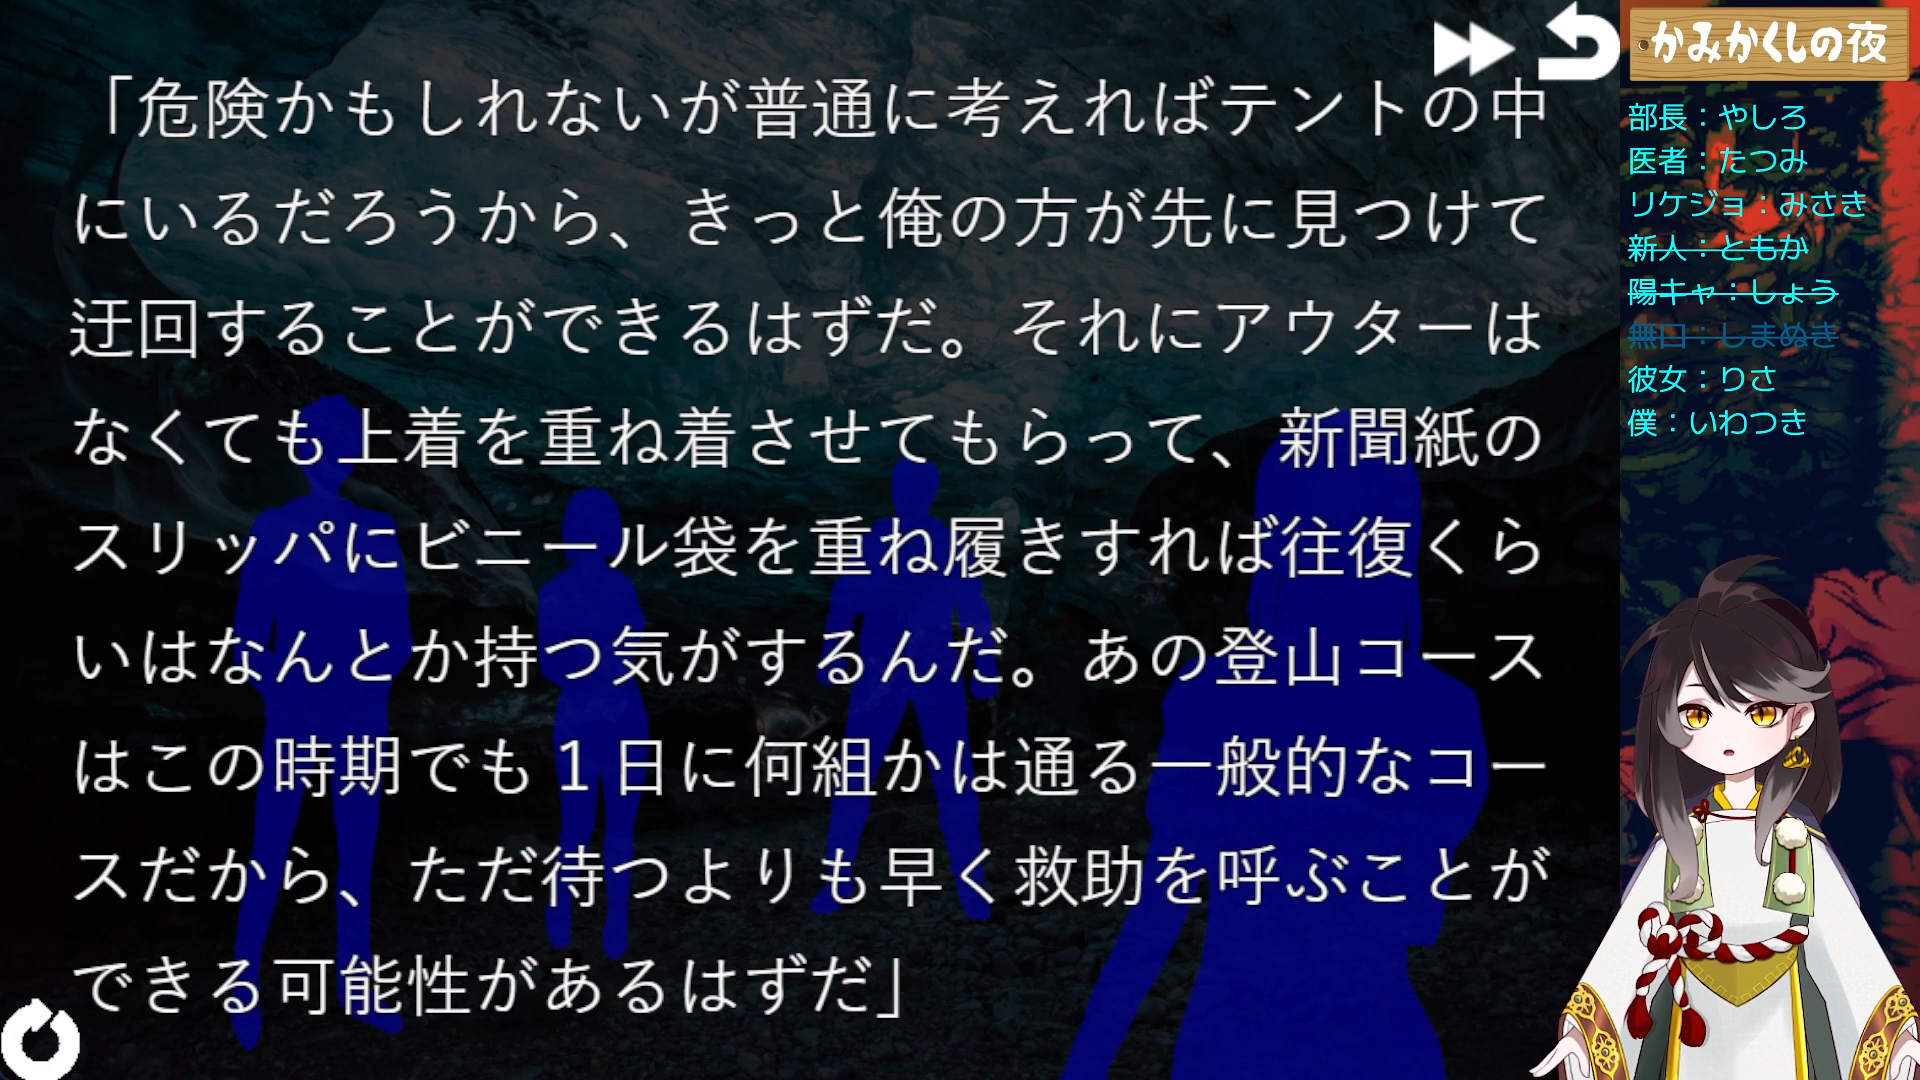 「危険かもしれないが普通に考えればテントの中
にいるだろうから、きっと俺の方が先に見つけて
迂回することができるはずだ。それにアウターは
なくても上着を重ね着させてもらって、新聞紙の
スリッパにビニール袋を重ね履きすれば往復くら
いはなんとか持つ気がするんだ。あの登山コース
はこの時期でも１日に何組かは通る一般的なコー
スだから、ただ待つよりも早く救助を呼ぶことが
できる可能性があるはずだ」
かみかくしの夜
部長：やしろ
医者：たつみ
リケジョ：みさき
新人：ともか
陽キャ：しょう
無口：しまぬき
彼女：りさ
僕：いわつき